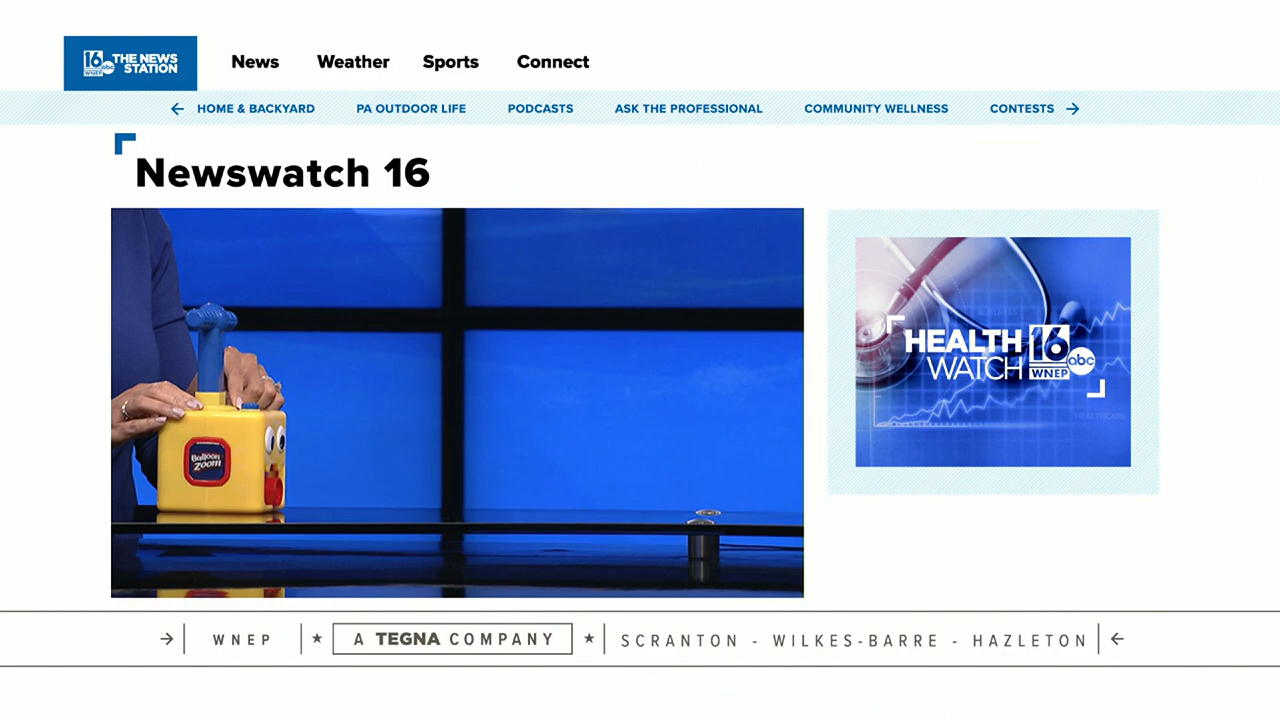 16 WNEP abc THE NEWS STATION
News Weather Sports Connect
HOME & BACKYARD PA OUTDOOR LIFE PODCASTS ASK THE PROFESSIONAL COMMUNITY WELLNESS CONTESTS
Newswatch 16
Balloon
Zoom
HEALTH
WATCH
16
WNEP
abc
HEALTHCARE
WNEP ★ A TEGNA COMPANY ★ SCRANTON - WILKES-BARRE - HAZLETON